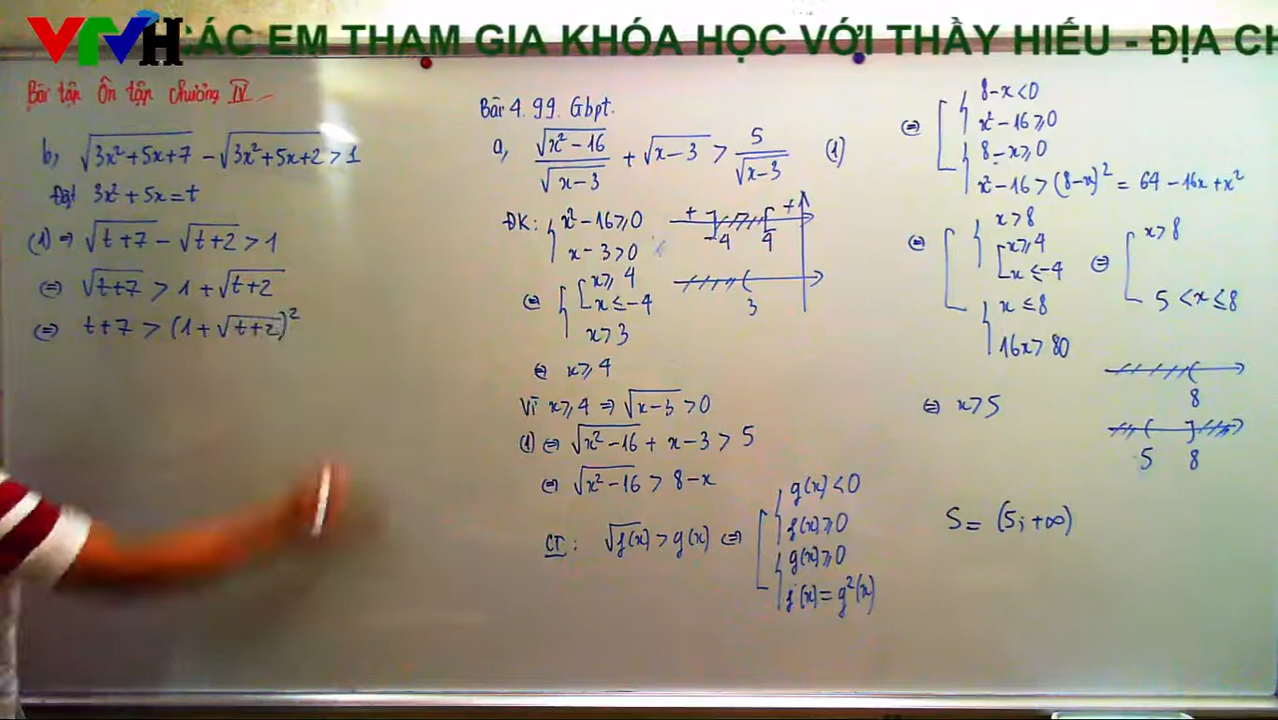 VTVH CÁC EM THAM GIA KHÓA HỌC VỚI THẦY HIẾU - ĐỊA CH
Bài tập Ôn tập chương IV
b, √(3x²+5x+7) - √(3x²+5x+2) > 1
Đặt 3x² + 5x = t
(1) ⇒ √(t+7) - √(t+2) > 1
⇔ √(t+7) > 1 + √(t+2)
⇔ t+7 > (1+√(t+2))²
Bài 4.99. Gbpt.
a, √(x²-16)/√(x-3) + √(x-3) > 5/√(x-3) (1)
ĐK: { x²-16 ⩾ 0
x-3 > 0
+ -4 4 +
⇔ { [ x ⩾ 4
x ⩽ -4
x > 3
3
⇔ x ⩾ 4
Vì x ⩾ 4 ⇒ √(x-3) > 0
(1) ⇔ √(x²-16) + x-3 > 5
⇔ √(x²-16) > 8-x
CT: √f(x) > g(x) ⇔ [ { g(x) < 0
f(x) ⩾ 0
{ g(x) ⩾ 0
f(x) = g²(x)
⇔ [ { 8-x < 0
x²-16 ⩾ 0
{ 8-x ⩾ 0
x²-16 > (8-x)² = 64-16x+x²
⇔ [ { x > 8
[ x ⩾ 4
x ⩽ -4
{ x ⩽ 8
16x > 80
⇔ [ x > 8
5 < x ⩽ 8
8
⇔ x > 5
5 8
S = (5; +∞)